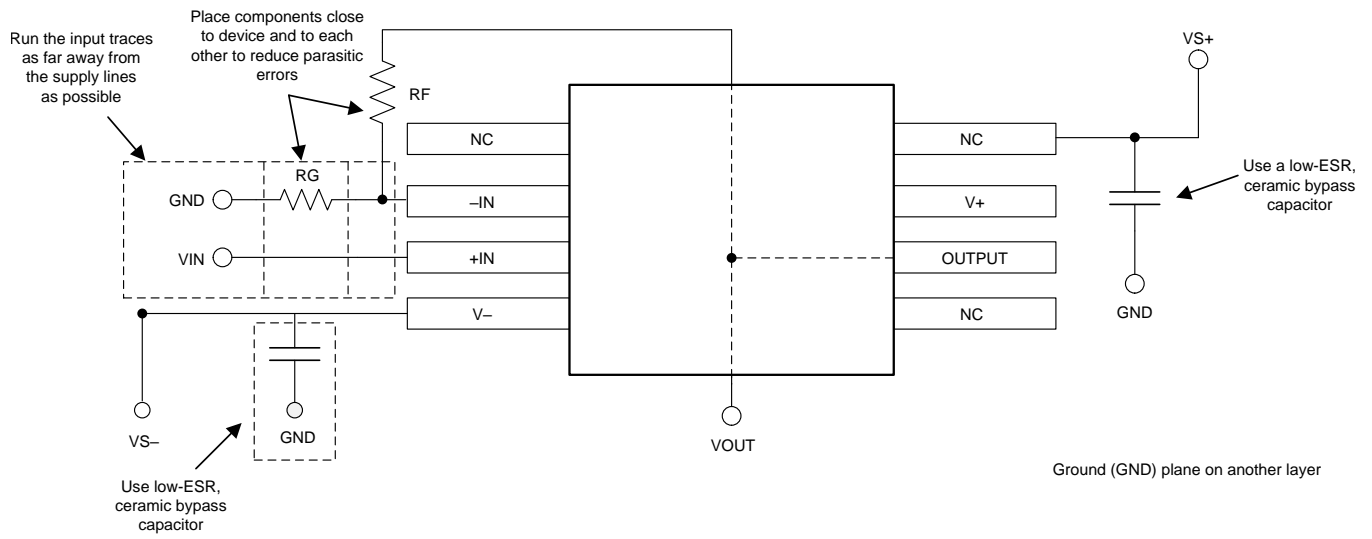 Run the input traces
as far away from
the supply lines
as possible
Place components close
to device and to each
other to reduce parasitic
errors
RF
RG
GND
VIN
NC
–IN
+IN
V–
NC
V+
OUTPUT
NC
VS+
Use a low-ESR,
ceramic bypass
capacitor
GND
VS–
GND
Use low-ESR,
ceramic bypass
capacitor
VOUT
Ground (GND) plane on another layer